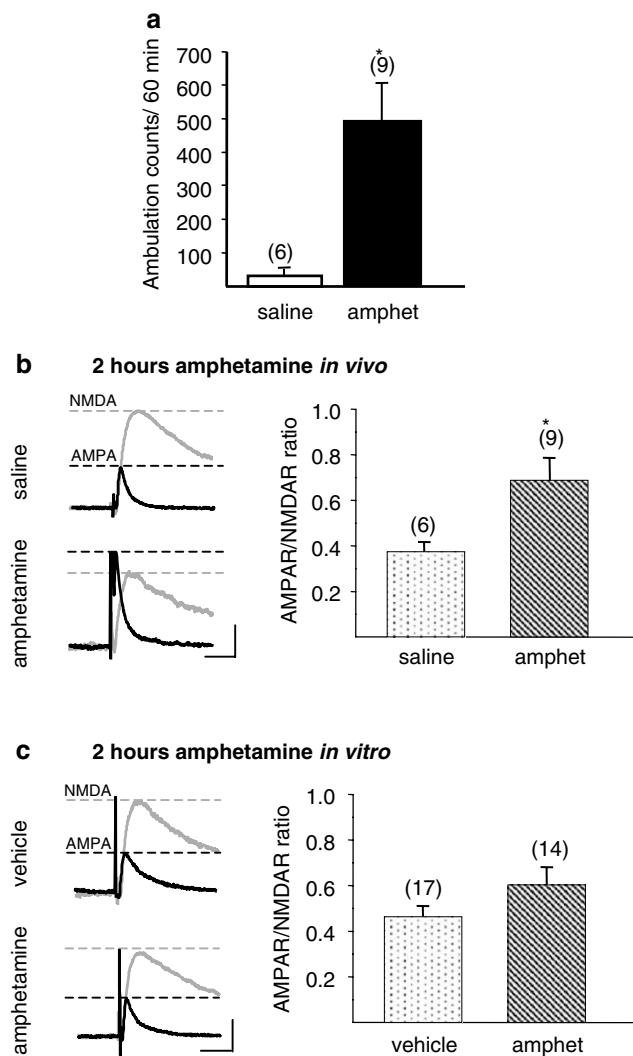 a
Ambulation counts/ 60 min
700
600
500
400
300
200
100
(6)
*
(9)
saline
amphet
b
2 hours amphetamine in vivo
saline
NMDA
AMPA
amphetamine
AMPAR/NMDAR ratio
1.0
0.8
0.6
0.4
0.2
(6)
*
(9)
saline
amphet
c
2 hours amphetamine in vitro
vehicle
NMDA
AMPA
amphetamine
AMPAR/NMDAR ratio
1.0
0.8
0.6
0.4
0.2
(17)
(14)
vehicle
amphet